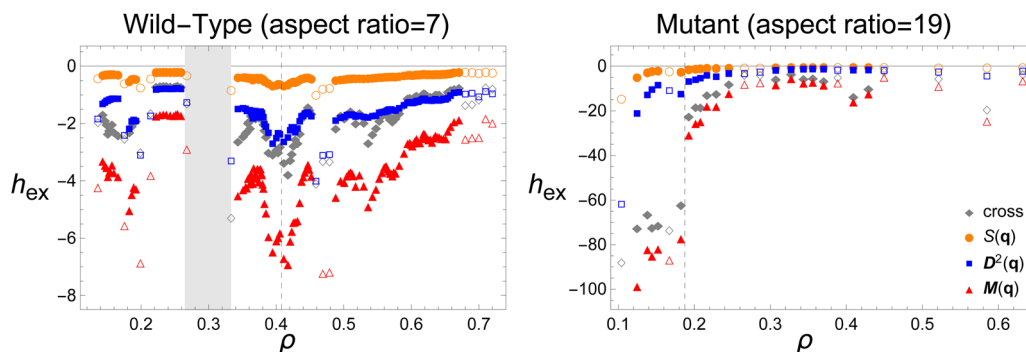 Wild-Type (aspect ratio=7)
0
−2
−4
−6
−8
hex
0.2 0.3 0.4 0.5 0.6 0.7
ρ
Mutant (aspect ratio=19)
0
−20
−40
−60
−80
−100
hex
cross
S(q)
D²(q)
M(q)
0.1 0.2 0.3 0.4 0.5 0.6
ρ